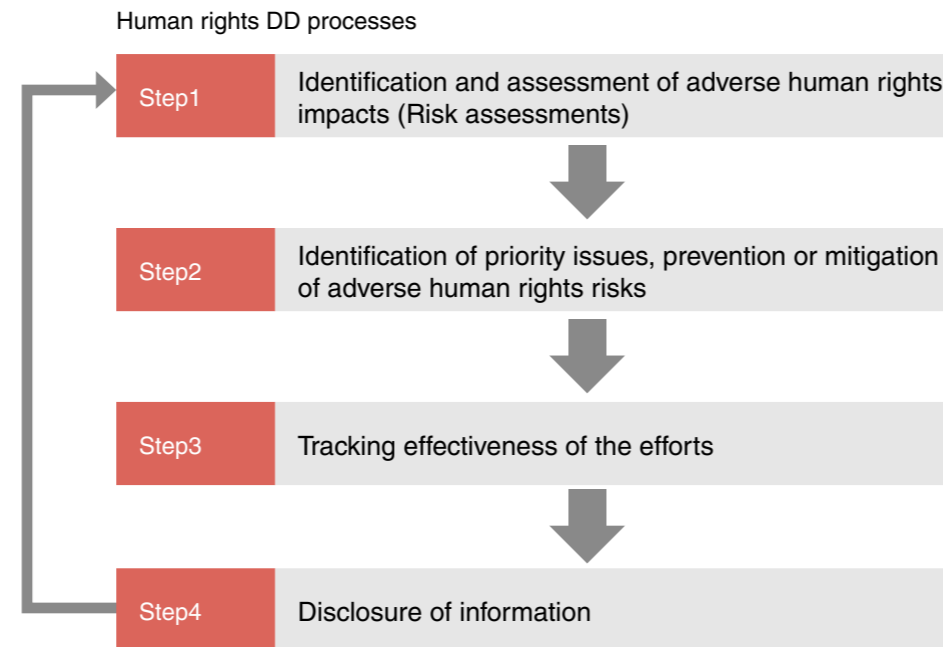 Human rights DD processes
Step1
Identification and assessment of adverse human rights
impacts (Risk assessments)
Step2
Identification of priority issues, prevention or mitigation
of adverse human rights risks
Step3
Tracking effectiveness of the efforts
Step4
Disclosure of information